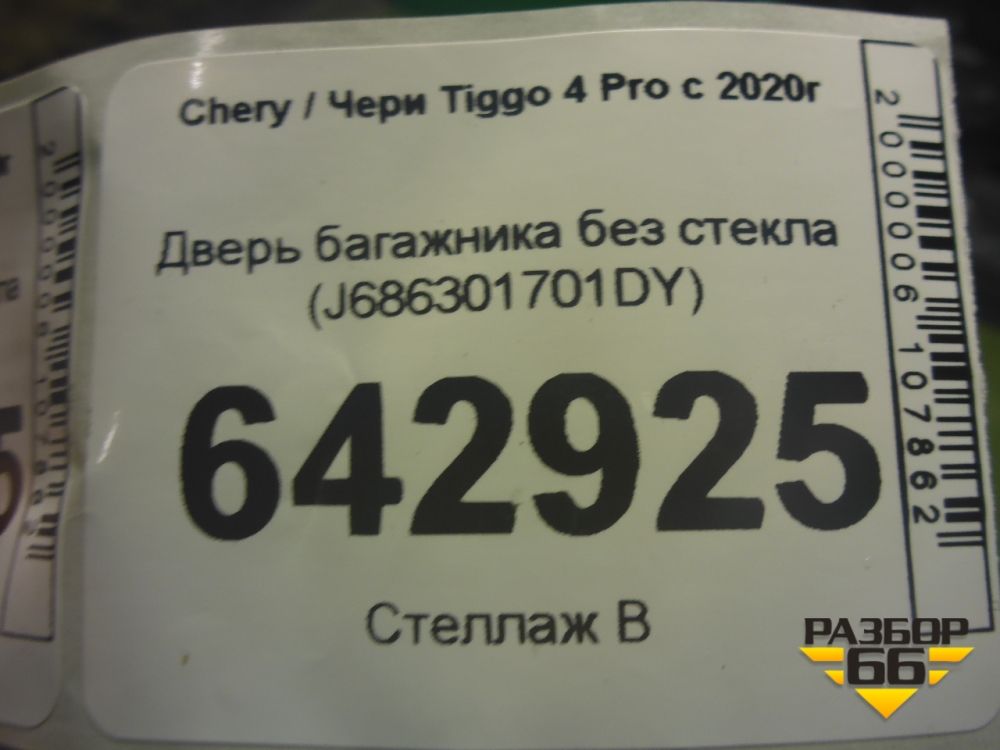 Chery / Чери Tiggo 4 Pro с 2020г
Дверь багажника без стекла
(J686301701DY)
642925
Стеллаж В
2000006107862
РАЗБОР
66